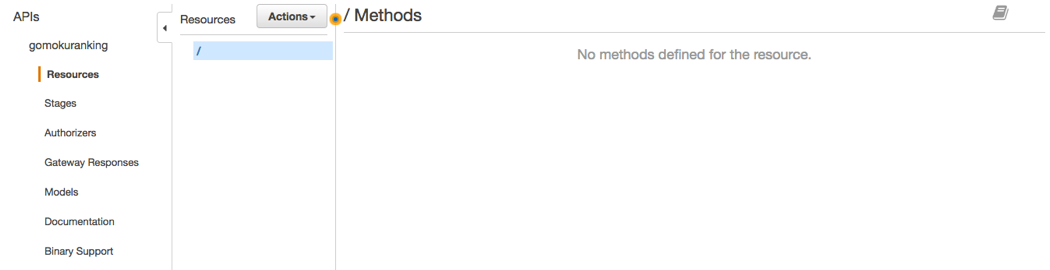 APIs
gomokuranking
Resources
Stages
Authorizers
Gateway Responses
Models
Documentation
Binary Support
Resources
Actions
/
/ Methods
No methods defined for the resource.